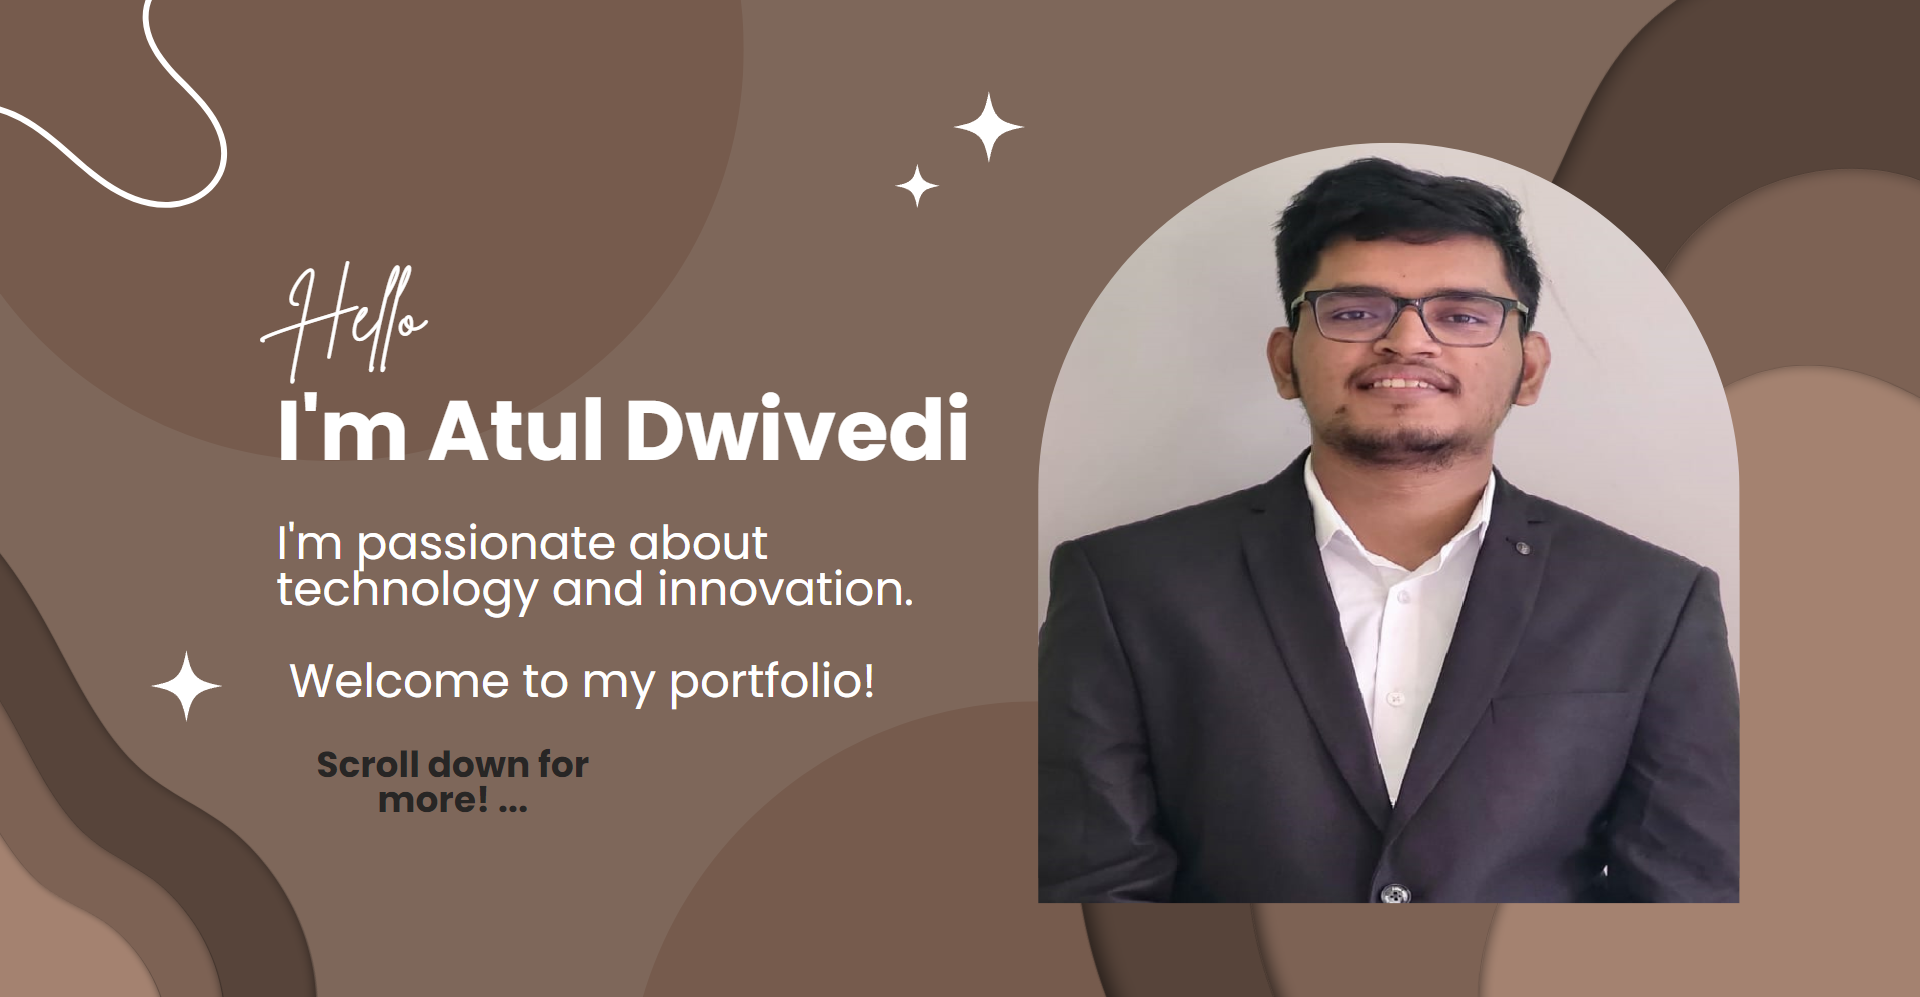 Hello
I'm Atul Dwivedi
I'm passionate about
technology and innovation.
Welcome to my portfolio!
Scroll down for
more! ...